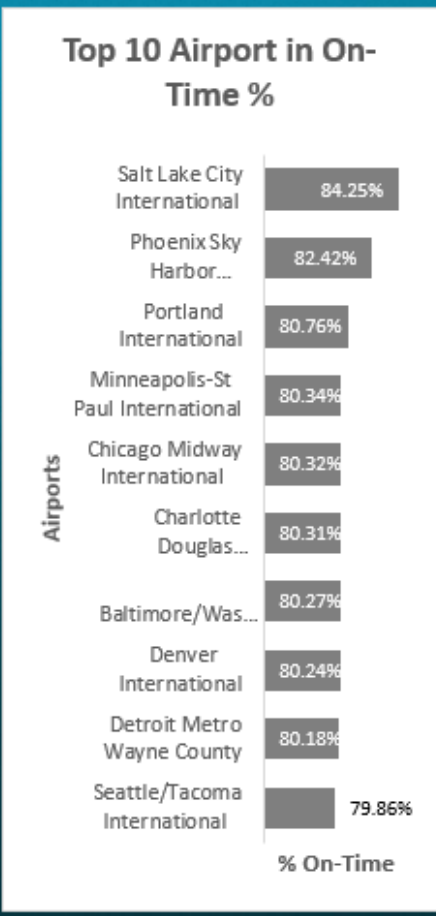 Top 10 Airport in On-
Time %
Salt Lake City
International
84.25%
Phoenix Sky
Harbor...
82.42%
Portland
International
80.76%
Minneapolis-St
Paul International
80.34%
Chicago Midway
International
80.32%
Charlotte
Douglas...
80.31%
Baltimore/Was...
80.27%
Denver
International
80.24%
Detroit Metro
Wayne County
80.18%
Seattle/Tacoma
International
79.86%
Airports
% On-Time